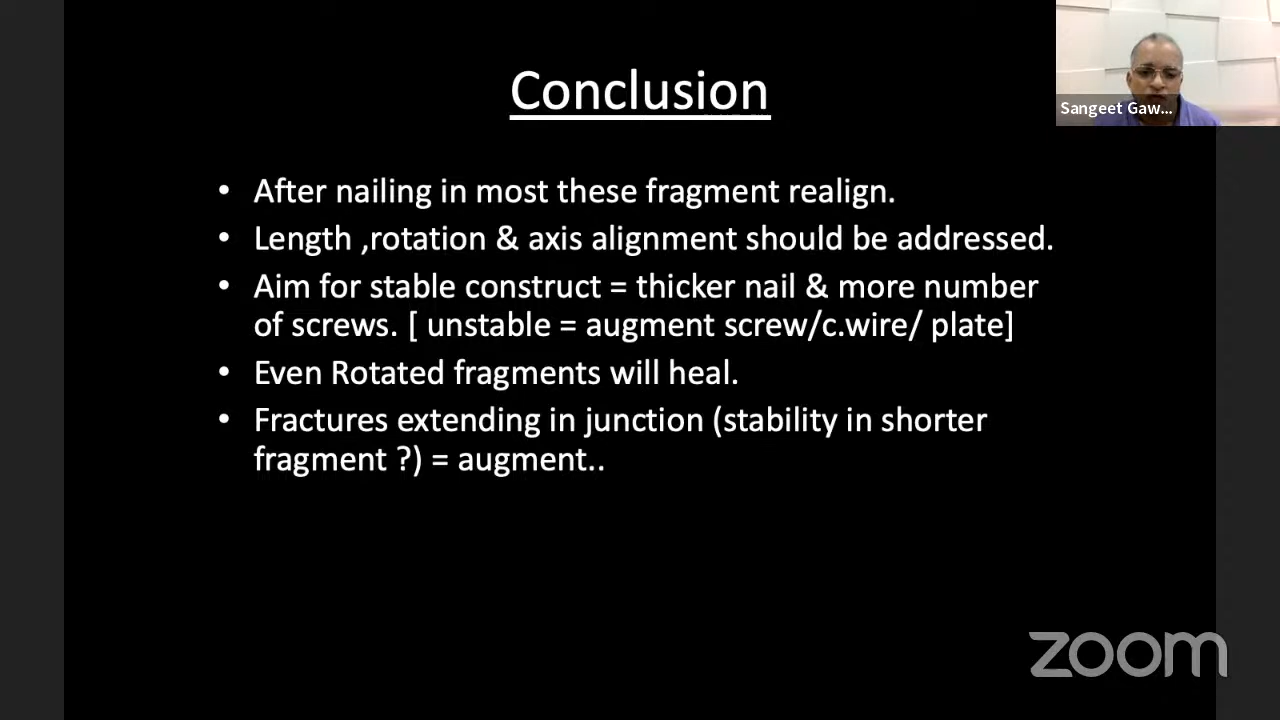 Conclusion
Sangeet Gaw...
• After nailing in most these fragment realign.
• Length ,rotation & axis alignment should be addressed.
• Aim for stable construct = thicker nail & more number
of screws. [ unstable = augment screw/c.wire/ plate]
• Even Rotated fragments will heal.
• Fractures extending in junction (stability in shorter
fragment ?) = augment..
zoom